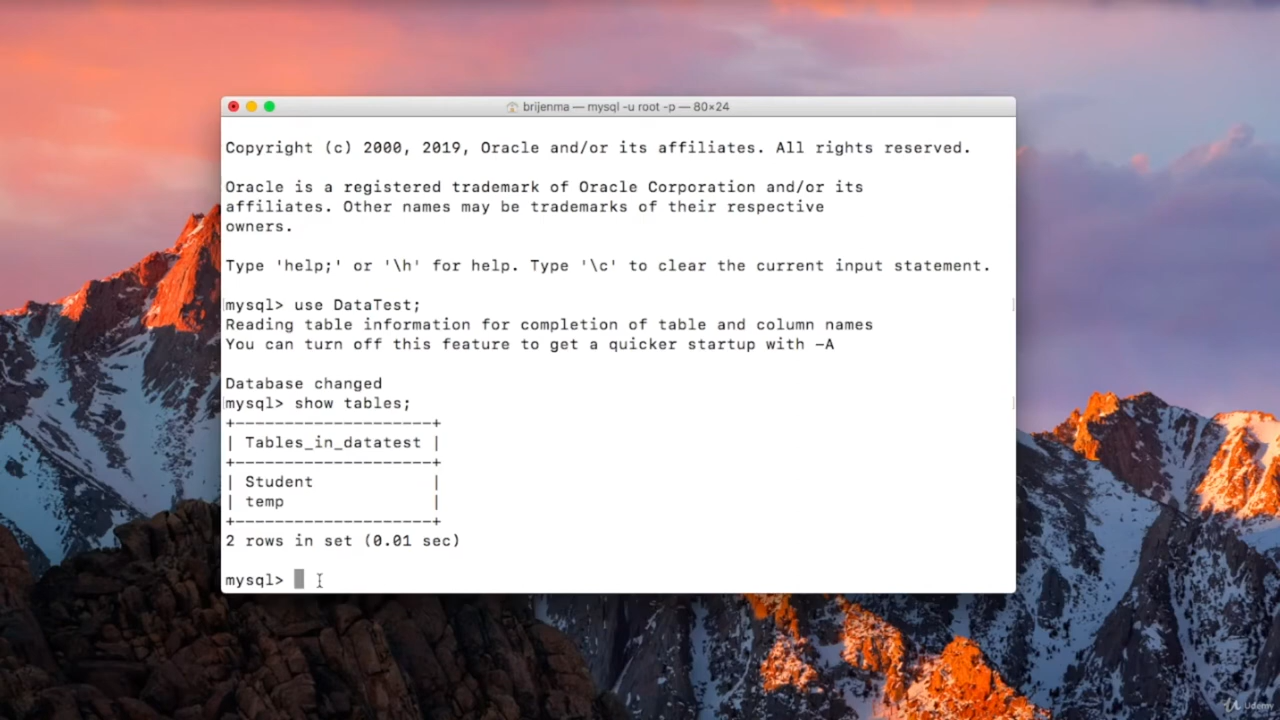 brijenma — mysql -u root -p — 80×24
Copyright (c) 2000, 2019, Oracle and/or its affiliates. All rights reserved.
Oracle is a registered trademark of Oracle Corporation and/or its
affiliates. Other names may be trademarks of their respective
owners.
Type 'help;' or '\h' for help. Type '\c' to clear the current input statement.
mysql> use DataTest;
Reading table information for completion of table and column names
You can turn off this feature to get a quicker startup with -A
Database changed
mysql> show tables;
+--------------------+
| Tables_in_datatest |
+--------------------+
| Student            |
| temp               |
+--------------------+
2 rows in set (0.01 sec)
mysql>
Udemy